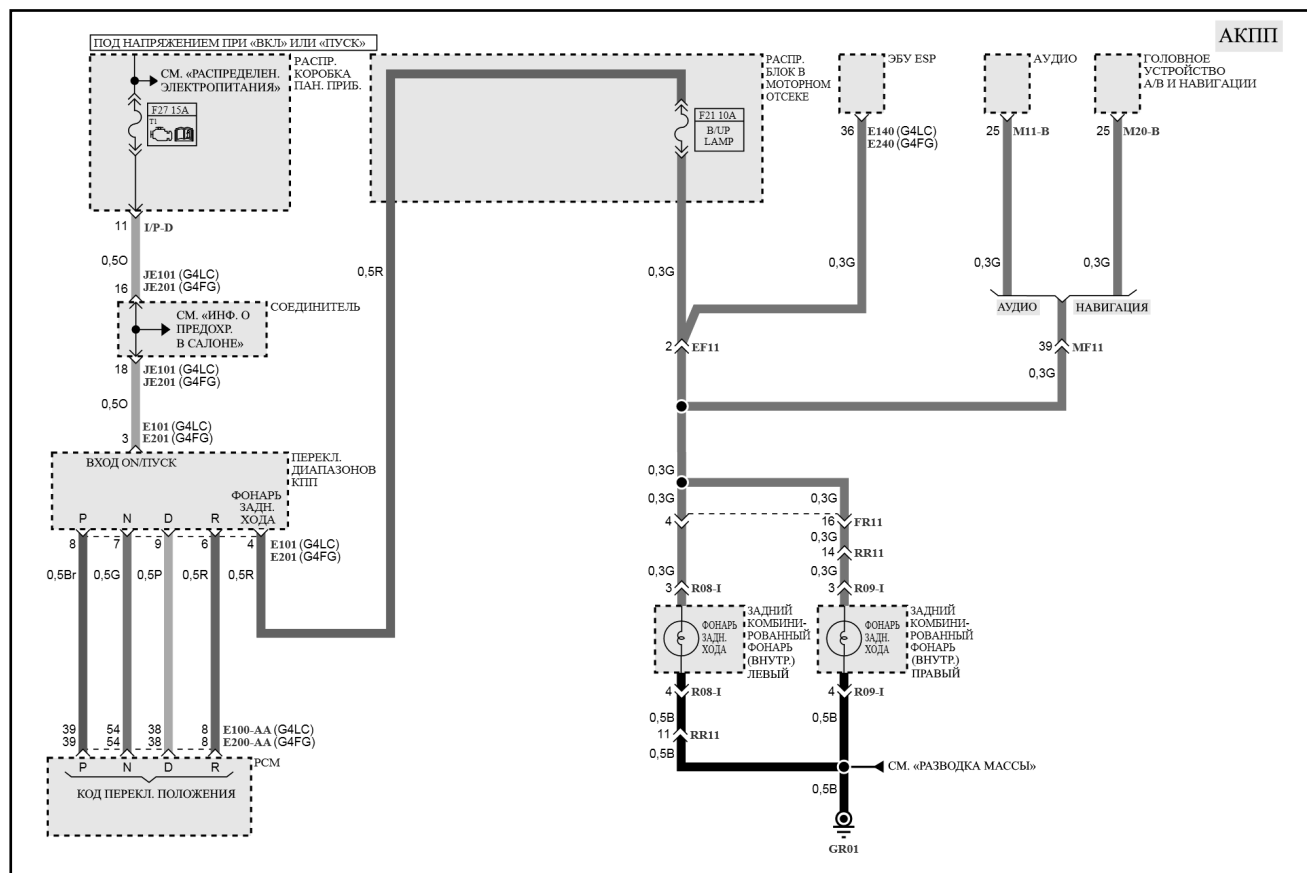 АКПП
ПОД НАПРЯЖЕНИЕМ ПРИ «ВКЛ» ИЛИ «ПУСК»
СМ. «РАСПРЕДЕЛЕН.
ЭЛЕКТРОПИТАНИЯ»
РАСПР.
КОРОБКА
ПАН. ПРИБ.
F27 15A
T1
РАСПР.
БЛОК В
МОТОРНОМ
ОТСЕКЕ
F21 10A
B/UP
LAMP
ЭБУ ESP
АУДИО
ГОЛОВНОЕ
УСТРОЙСТВО
А/В И НАВИГАЦИИ
36 E140 (G4LC)
E240 (G4FG)
25 M11-B
25 M20-B
11 I/P-D
0,5O
0,5R
0,3G
0,3G
0,3G
0,3G
JE101 (G4LC)
16 JE201 (G4FG)
СОЕДИНИТЕЛЬ
СМ. «ИНФ. О
ПРЕДОХР.
В САЛОНЕ»
АУДИО
НАВИГАЦИЯ
2 EF11
39 MF11
0,3G
18 JE101 (G4LC)
JE201 (G4FG)
0,5O
E101 (G4LC)
3 E201 (G4FG)
ВХОД ON/ПУСК
ПЕРЕКЛ.
ДИАПАЗОНОВ
КПП
ФОНАРЬ
ЗАДН.
ХОДА
P N D R
8 7 9 6 4 E101 (G4LC)
E201 (G4FG)
0,5Br 0,5G 0,5P 0,5R 0,5R
0,3G
0,3G
0,3G
4
16 FR11
0,3G
14 RR11
0,3G
0,3G
3 R08-I
3 R09-I
ФОНАРЬ
ЗАДН.
ХОДА
ЗАДНИЙ
КОМБИНИ-
РОВАННЫЙ
ФОНАРЬ
(ВНУТР.)
ЛЕВЫЙ
ФОНАРЬ
ЗАДН.
ХОДА
ЗАДНИЙ
КОМБИНИ-
РОВАННЫЙ
ФОНАРЬ
(ВНУТР.)
ПРАВЫЙ
4 R08-I
4 R09-I
0,5B
0,5B
11 RR11
0,5B
СМ. «РАЗВОДКА МАССЫ»
0,5B
GR01
39 54 38 8 E100-AA (G4LC)
39 54 38 8 E200-AA (G4FG)
P N D R
PCM
КОД ПЕРЕКЛ. ПОЛОЖЕНИЯ